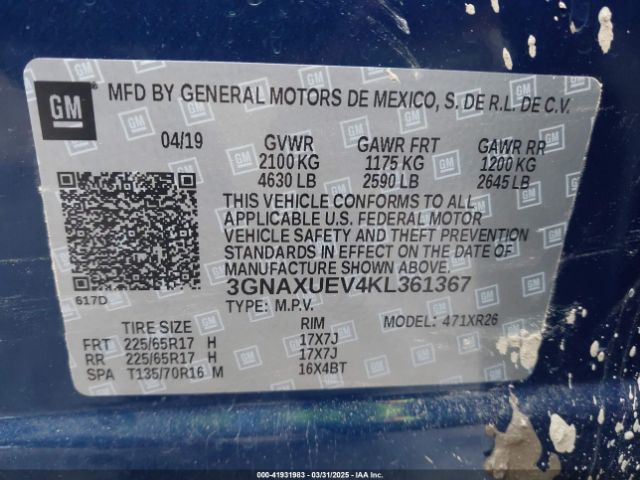 GM MFD BY GENERAL MOTORS DE MEXICO, S. DE R.L. DE C.V.
04/19 GVWR GAWR FRT GAWR RR
2100 KG 1175 KG 1200 KG
4630 LB 2590 LB 2645 LB
THIS VEHICLE CONFORMS TO ALL
APPLICABLE U.S. FEDERAL MOTOR
VEHICLE SAFETY AND THEFT PREVENTION
STANDARDS IN EFFECT ON THE DATE OF
MANUFACTURE SHOWN ABOVE.
617D 3GNAXUEV4KL361367
TYPE: M.P.V. MODEL: 471XR26
TIRE SIZE RIM
FRT 225/65R17 H 17X7J
RR 225/65R17 H 17X7J
SPA T135/70R16 M 16X4BT
000-41931983 - 03/31/2025 - IAAI, Inc. - COPART